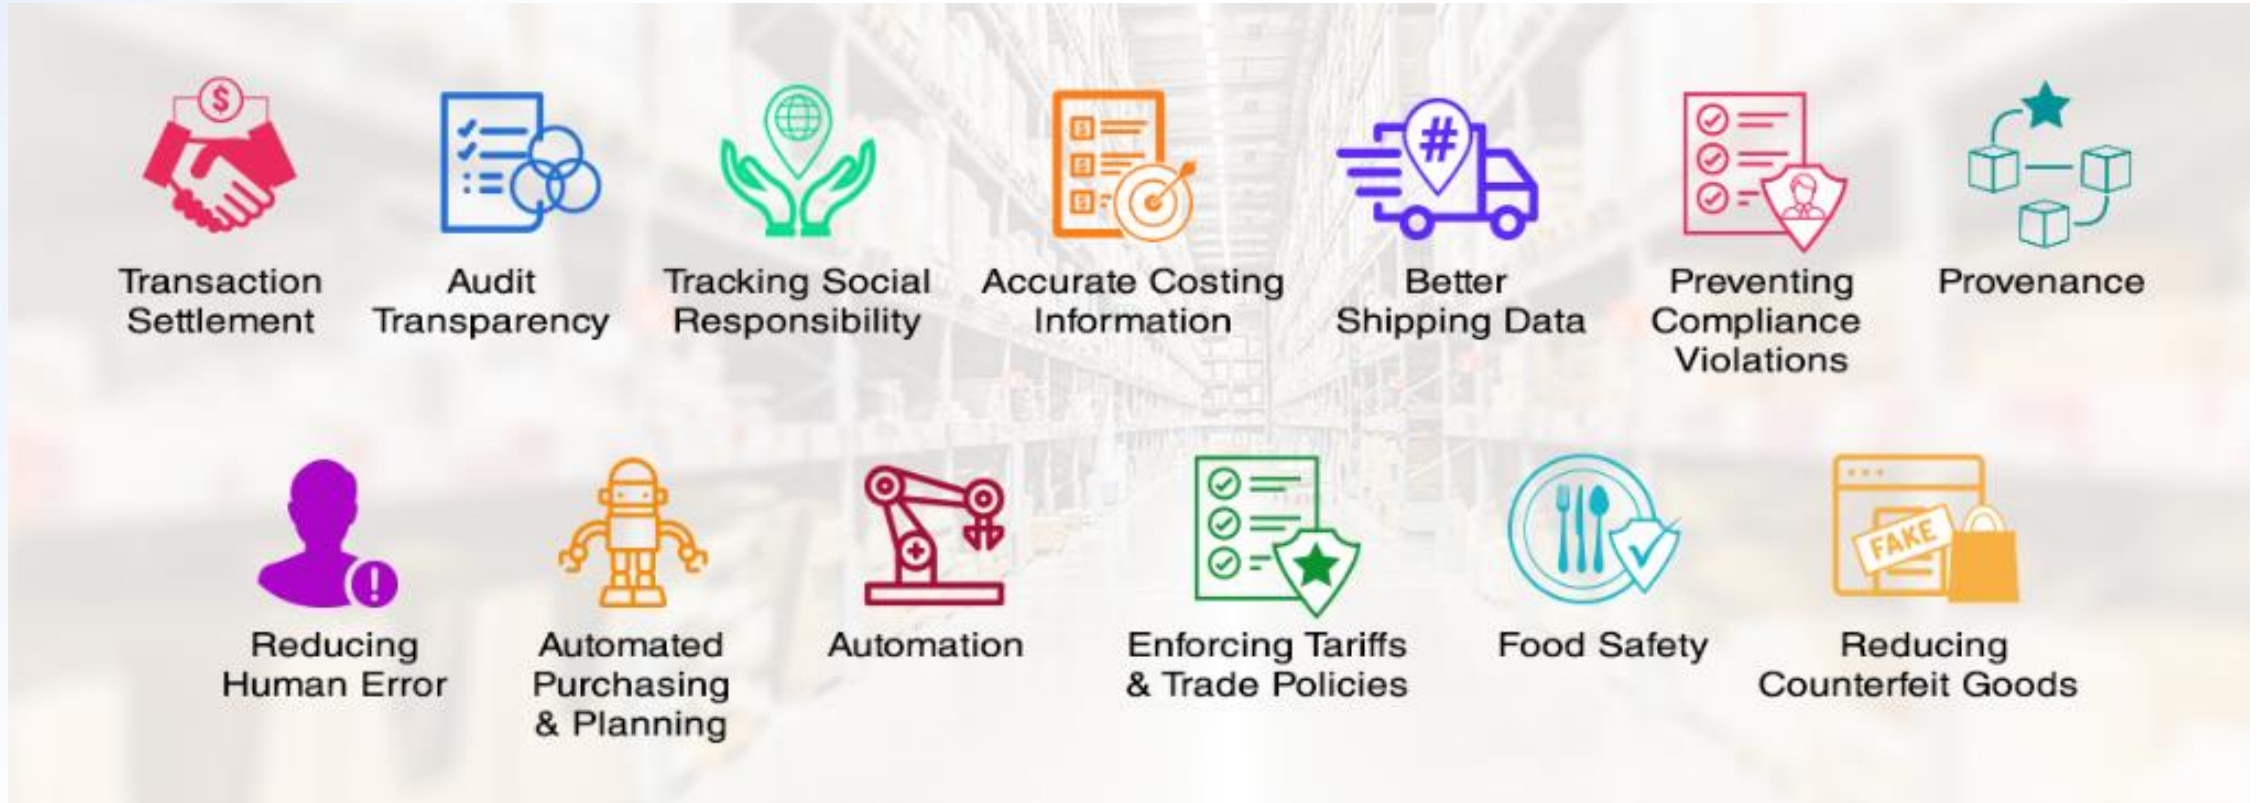 $
#
Transaction
Settlement
Audit
Transparency
Tracking Social
Responsibility
Accurate Costing
Information
Better
Shipping Data
Preventing
Compliance
Violations
Provenance
!
FAKE
Reducing
Human Error
Automated
Purchasing
& Planning
Automation
Enforcing Tariffs
& Trade Policies
Food Safety
Reducing
Counterfeit Goods